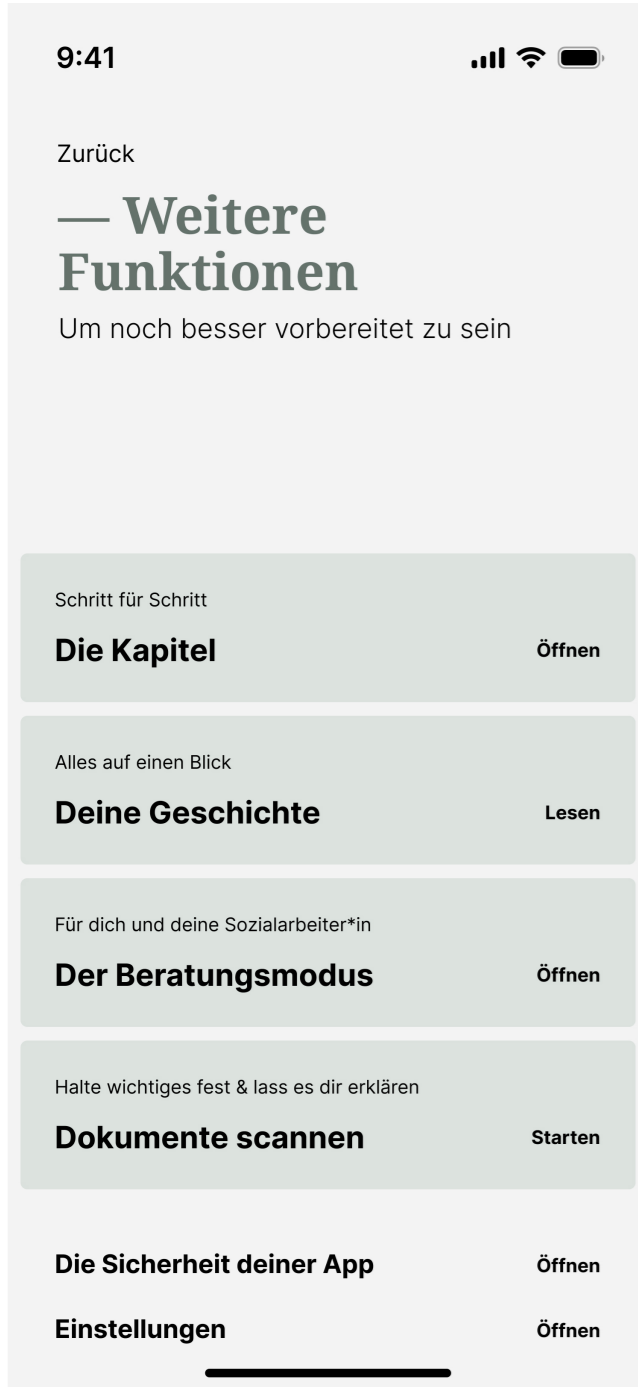 9:41
Zurück
— Weitere
Funktionen
Um noch besser vorbereitet zu sein
Schritt für Schritt
Die Kapitel
Öffnen
Alles auf einen Blick
Deine Geschichte
Lesen
Für dich und deine Sozialarbeiter*in
Der Beratungsmodus
Öffnen
Halte wichtiges fest & lass es dir erklären
Dokumente scannen
Starten
Die Sicherheit deiner App
Öffnen
Einstellungen
Öffnen